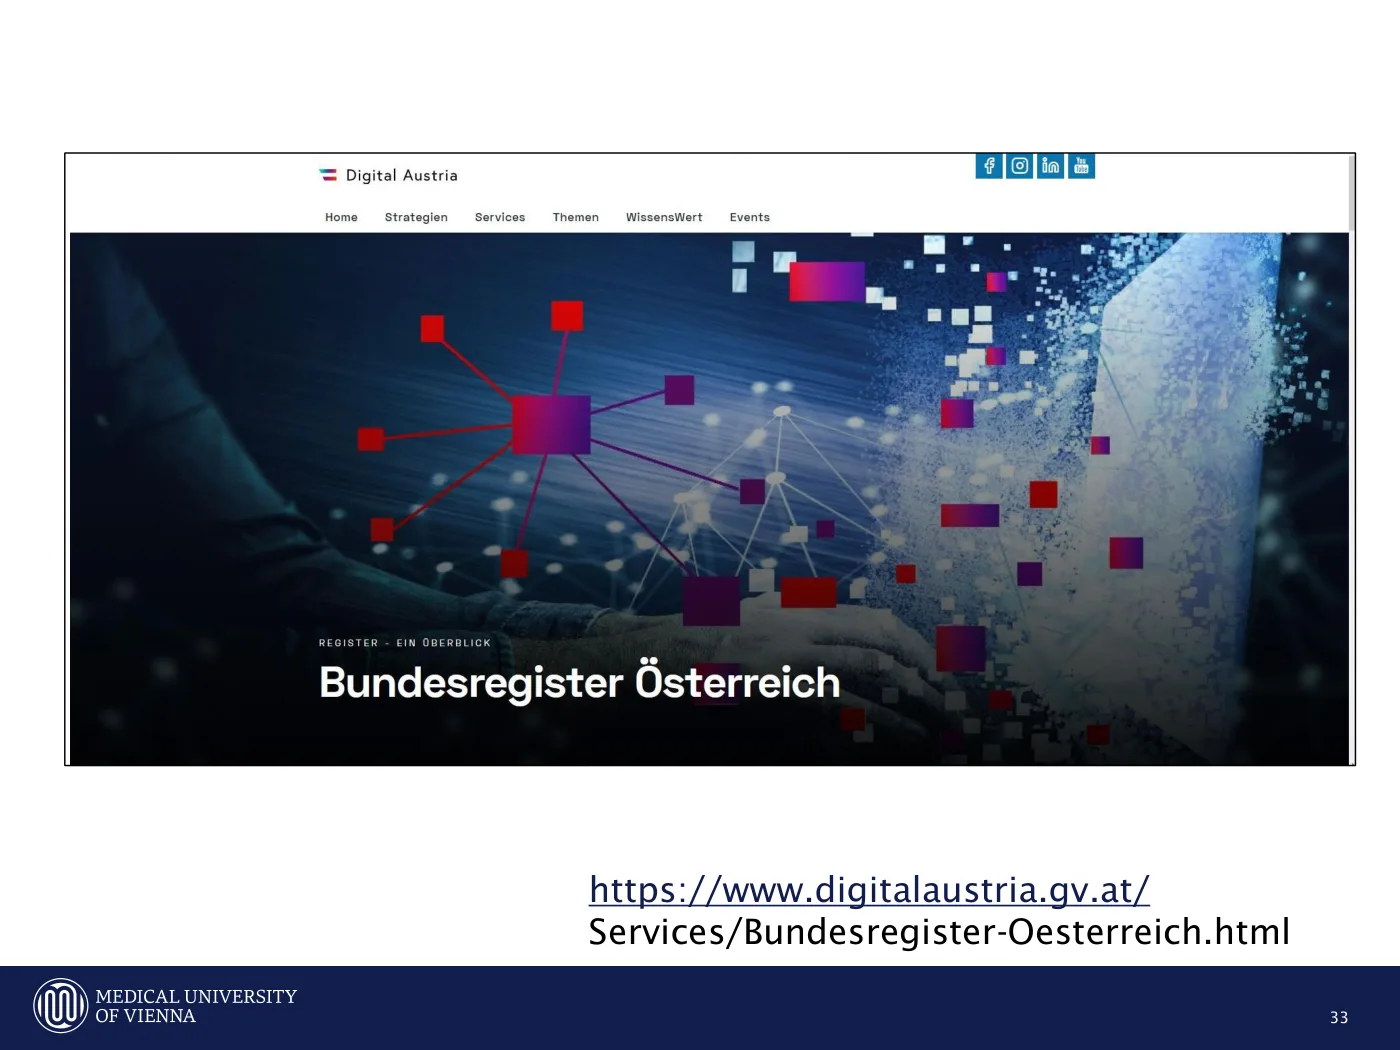 Digital Austria
Home Strategien Services Themen WissensWert Events
REGISTER - EIN ÜBERBLICK
Bundesregister Österreich
https://www.digitalaustria.gv.at/
Services/Bundesregister-Oesterreich.html
MEDICAL UNIVERSITY
OF VIENNA
33